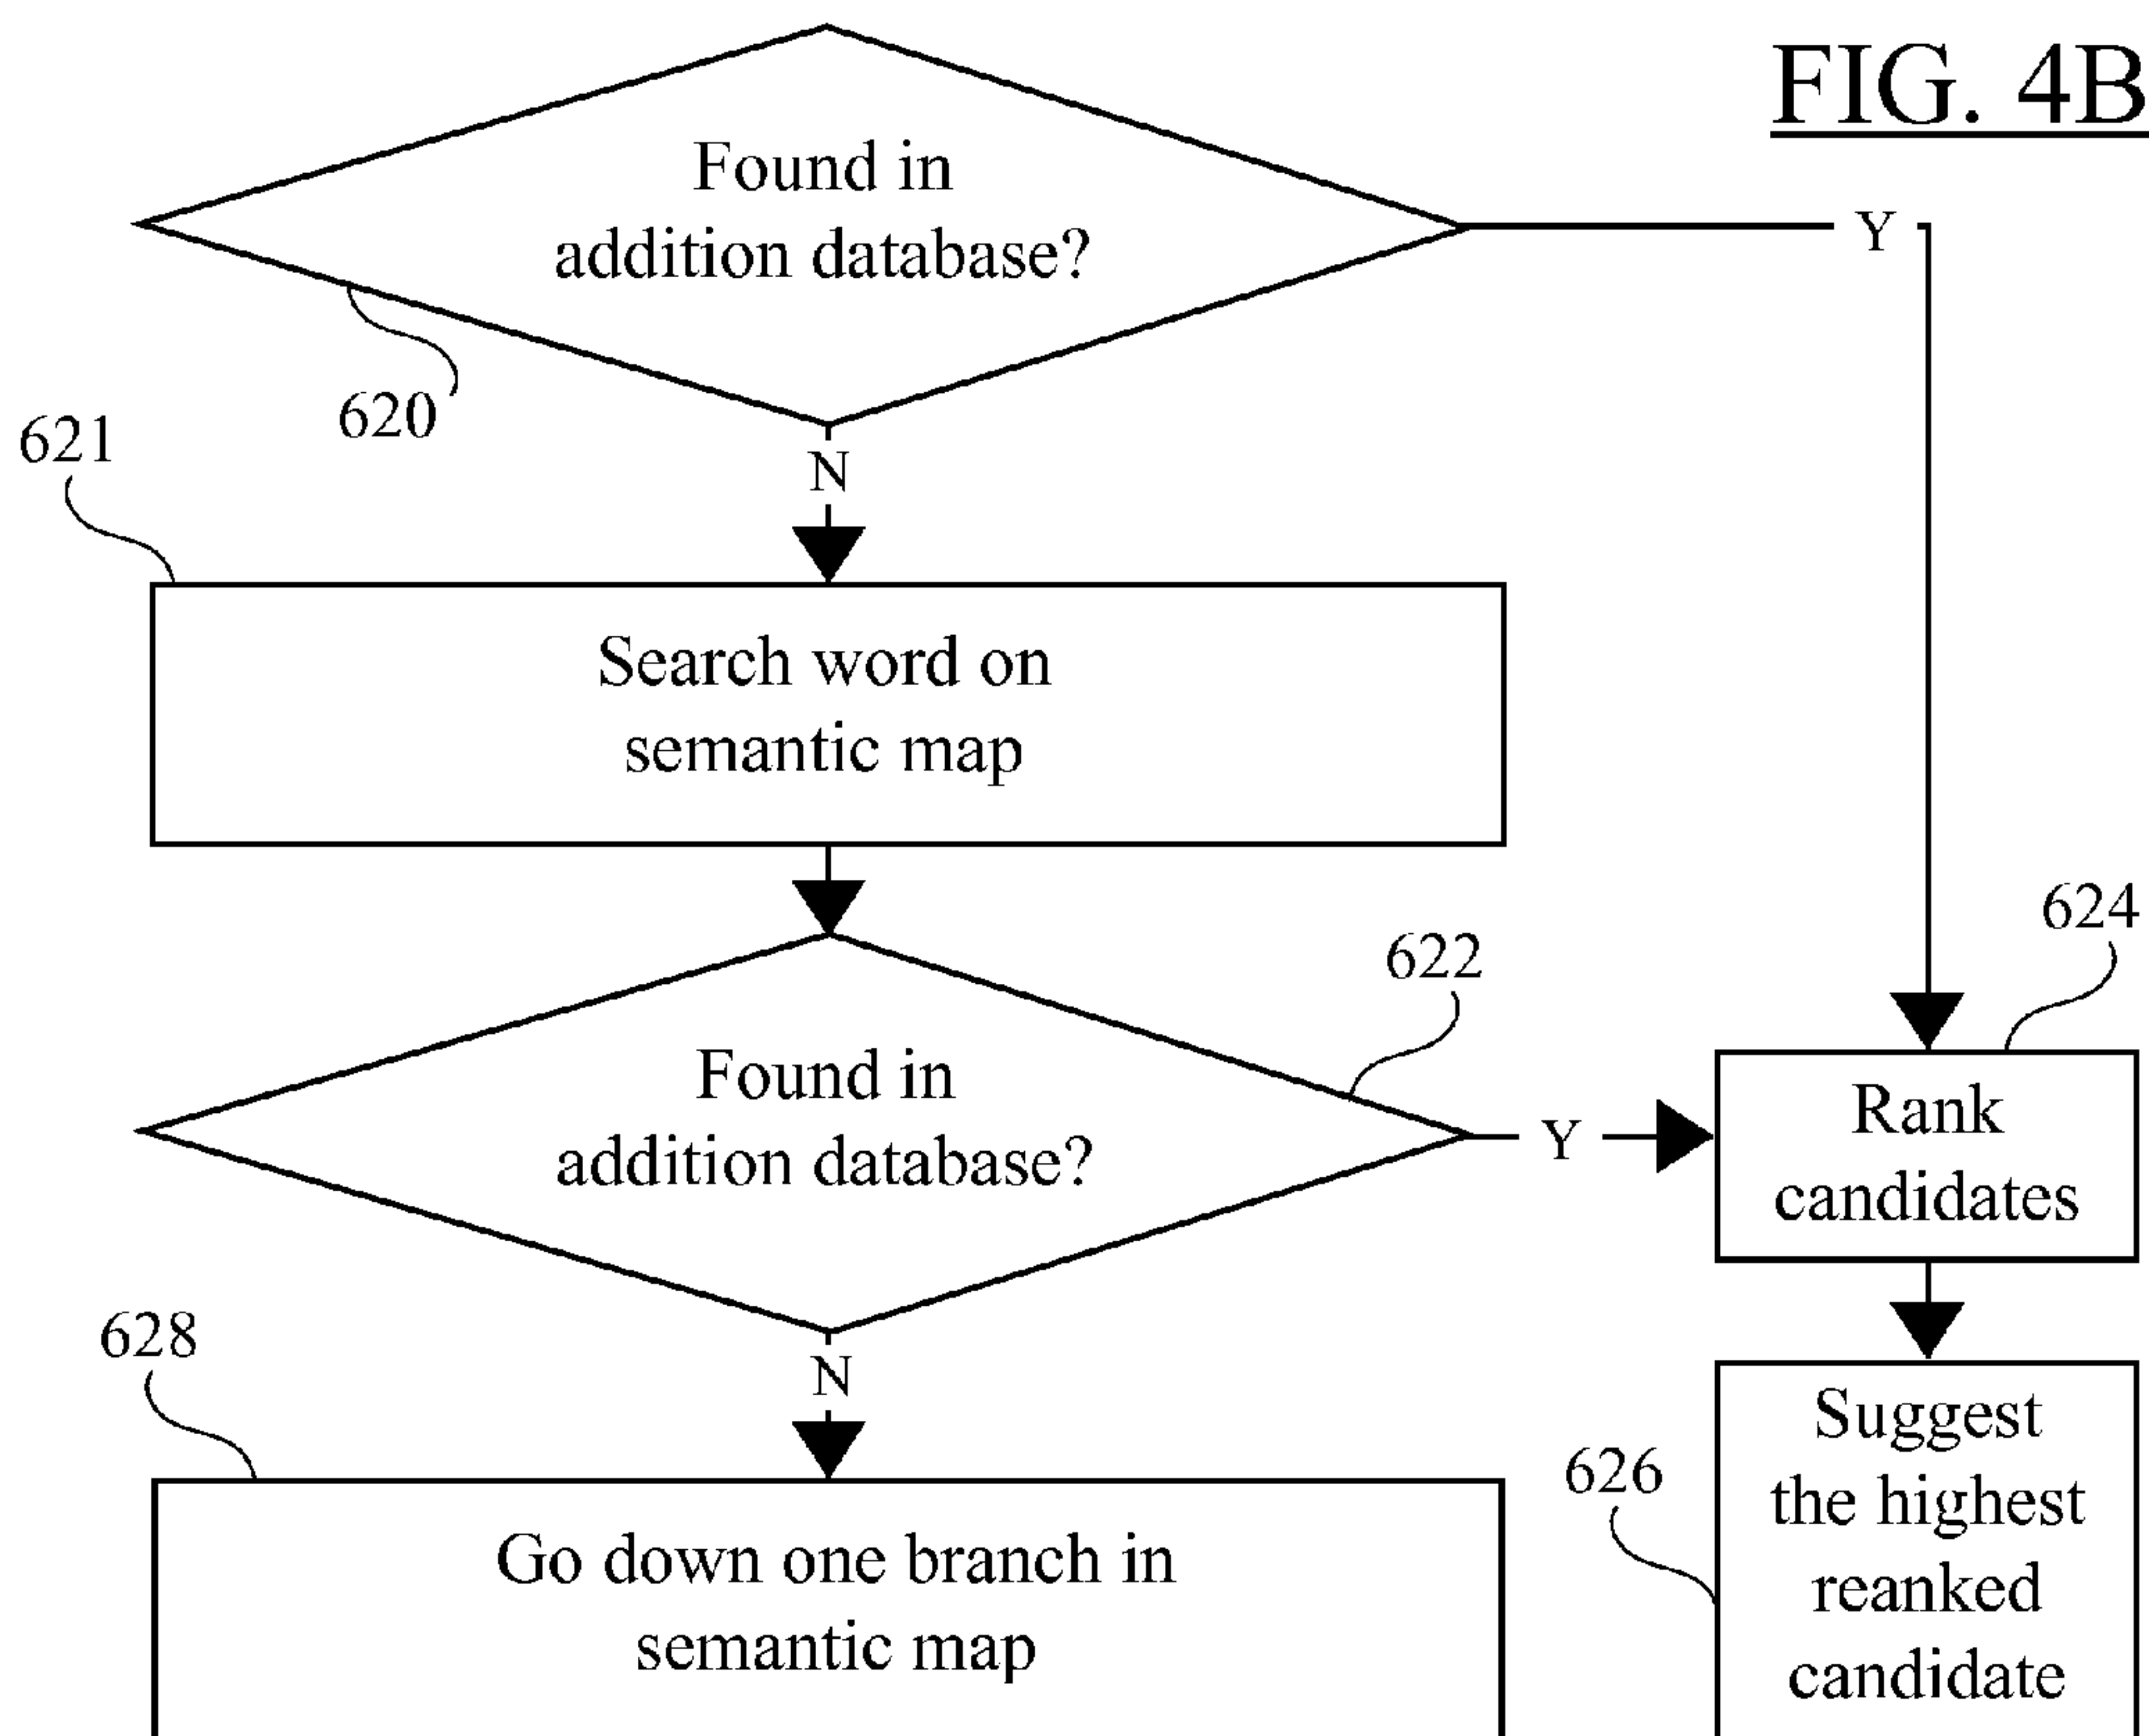 FIG. 4B
Found in
addition database?
Y
620
N
621
Search word on
semantic map
622
Found in
addition database?
Y
624
Rank
candidates
N
628
Go down one branch in
semantic map
626
Suggest
the highest
reanked
candidate